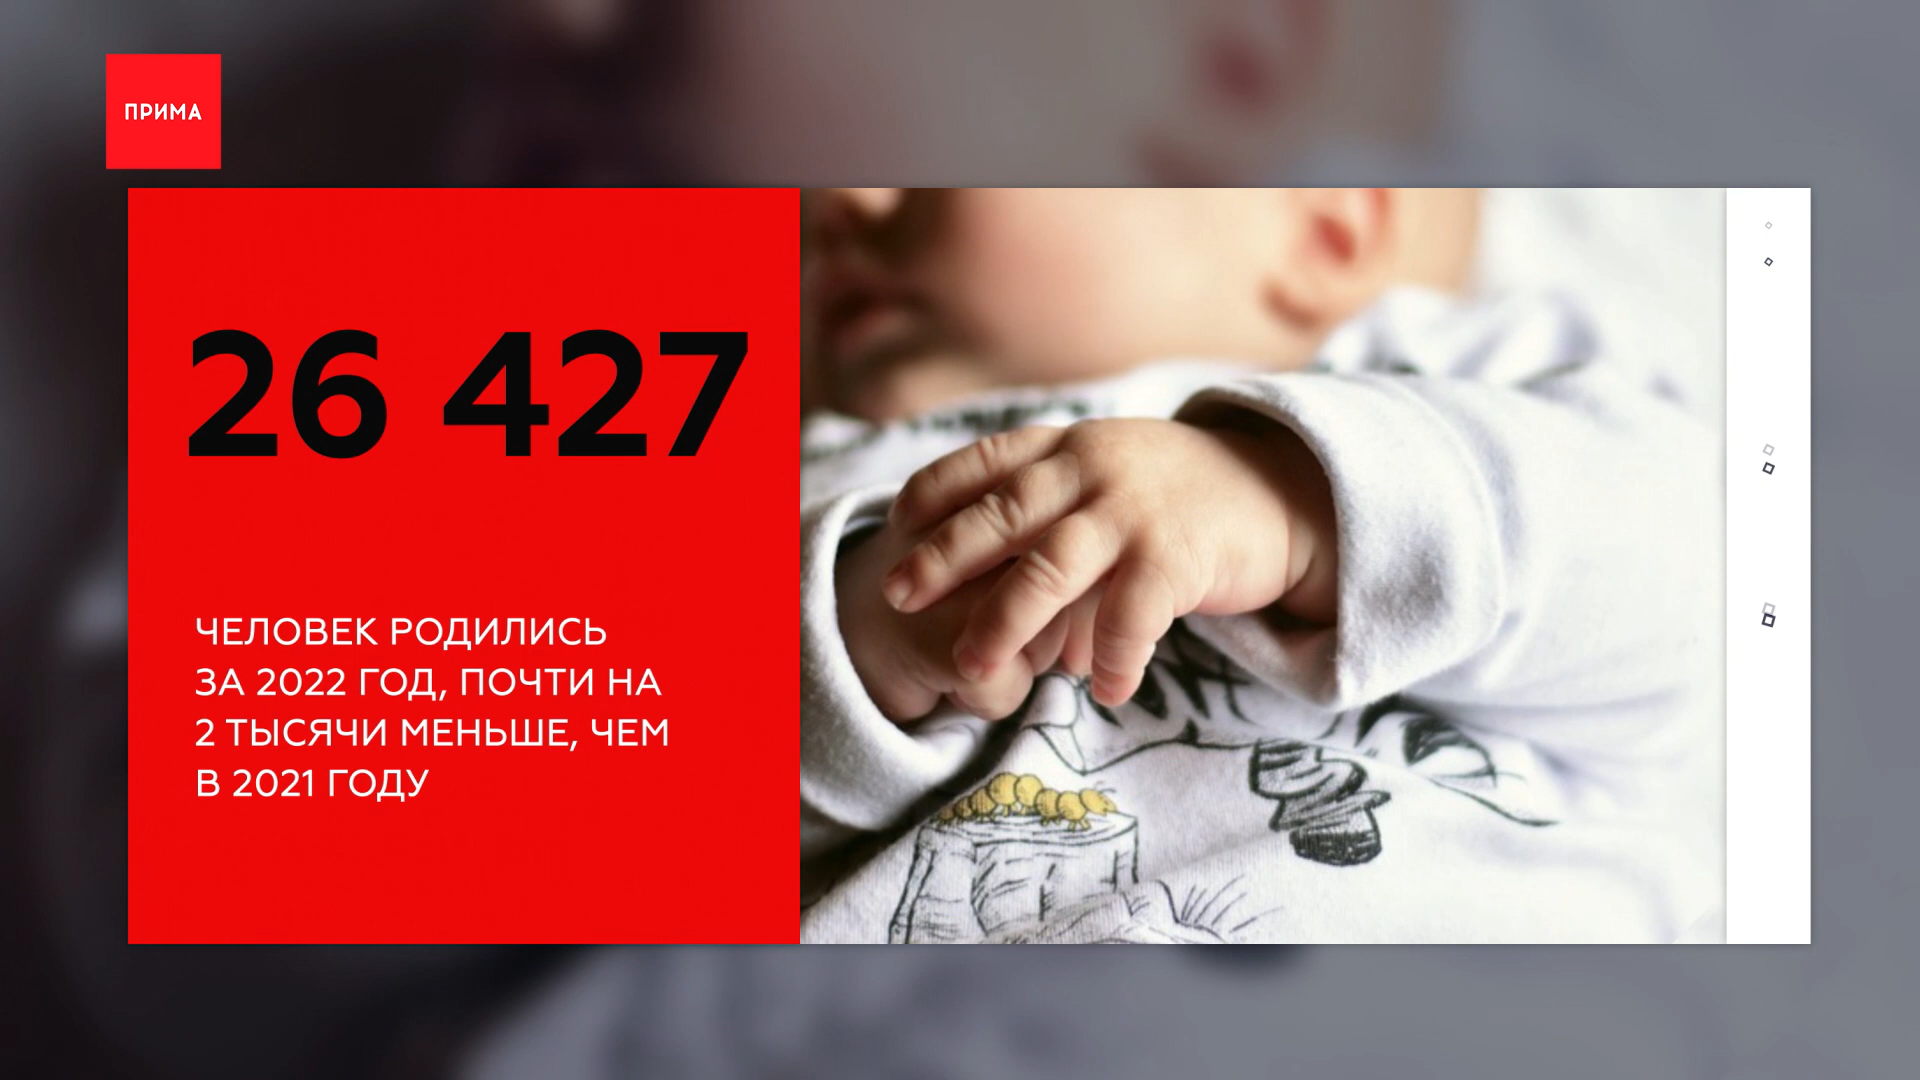 ПРИМА
26 427
ЧЕЛОВЕК РОДИЛИСЬ
ЗА 2022 ГОД, ПОЧТИ НА
2 ТЫСЯЧИ МЕНЬШЕ, ЧЕМ
В 2021 ГОДУ